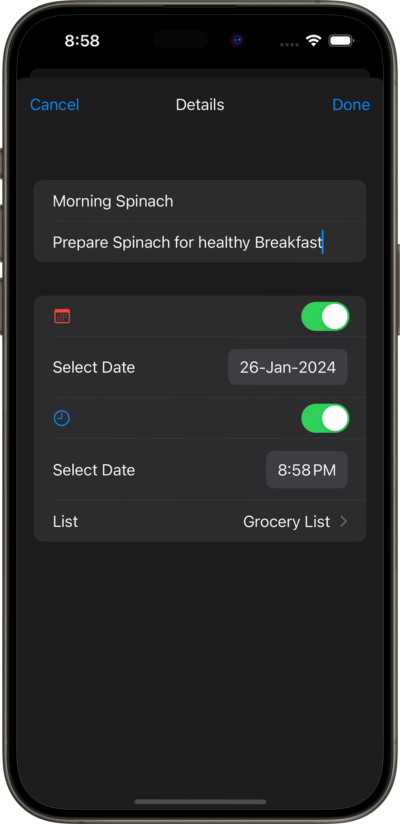 8:58
Cancel Details Done
Morning Spinach
Prepare Spinach for healthy Breakfast
Select Date 26-Jan-2024
Select Date 8:58 PM
List Grocery List